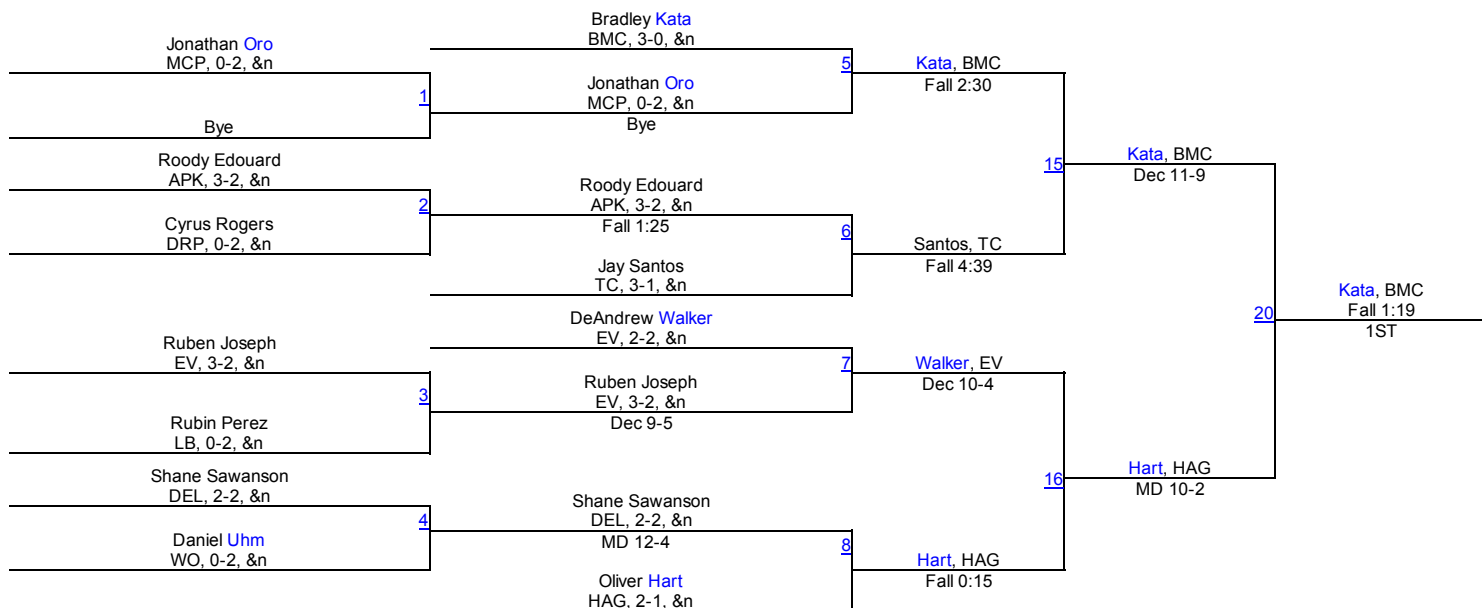 Jonathan Oro
MCP, 0-2, &n
1
Bye
Roody Edouard
APK, 3-2, &n
2
Cyrus Rogers
DRP, 0-2, &n
Ruben Joseph
EV, 3-2, &n
3
Rubin Perez
LB, 0-2, &n
Shane Sawanson
DEL, 2-2, &n
4
Daniel Uhm
WO, 0-2, &n
Bradley Kata
BMC, 3-0, &n
5
Jonathan Oro
MCP, 0-2, &n
Bye
Roody Edouard
APK, 3-2, &n
Fall 1:25
6
Jay Santos
TC, 3-1, &n
DeAndrew Walker
EV, 2-2, &n
7
Ruben Joseph
EV, 3-2, &n
Dec 9-5
Shane Sawanson
DEL, 2-2, &n
MD 12-4
8
Oliver Hart
HAG, 2-1, &n
Kata, BMC
Fall 2:30
15
Santos, TC
Fall 4:39
Walker, EV
Dec 10-4
16
Hart, HAG
Fall 0:15
Kata, BMC
Dec 11-9
20
Hart, HAG
MD 10-2
Kata, BMC
Fall 1:19
1ST